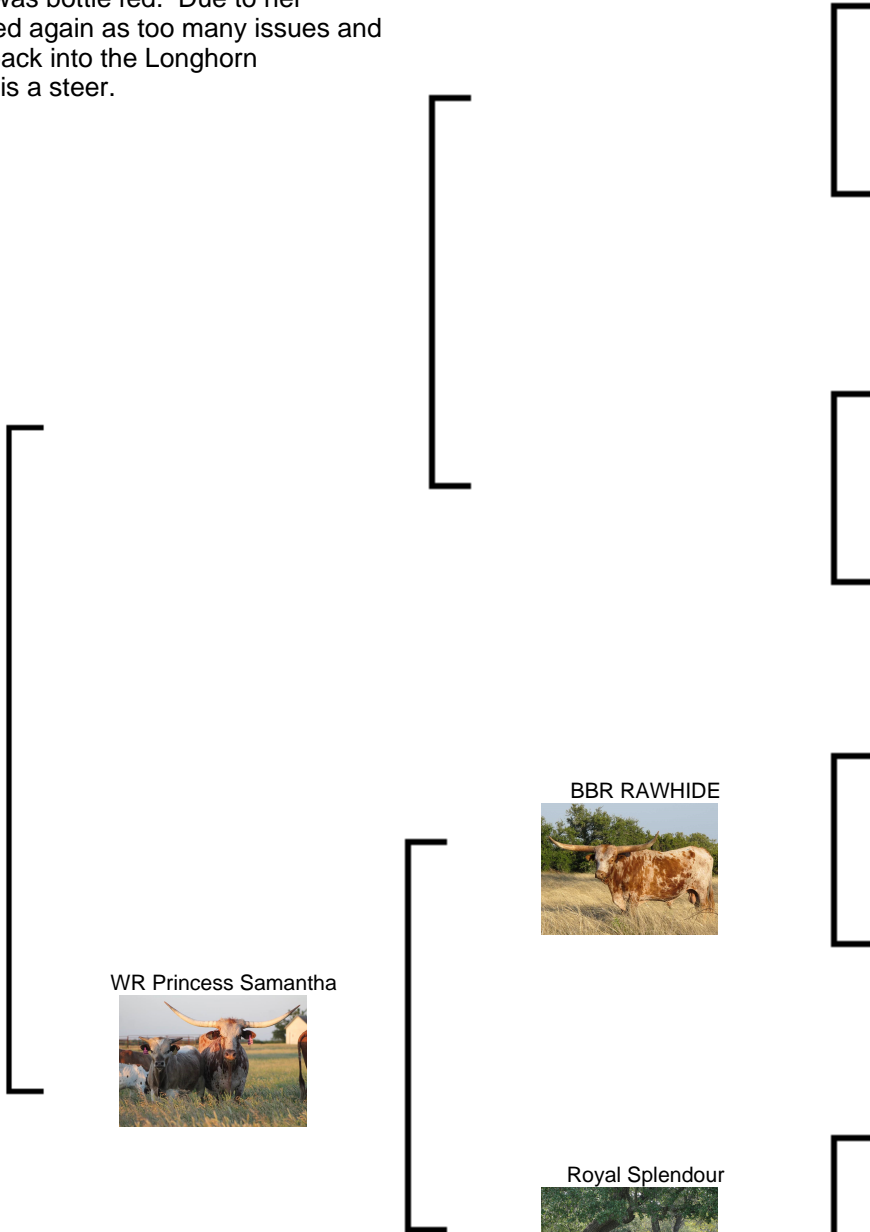 was bottle fed. Due to her
ed again as too many issues and
ack into the Longhorn
is a steer.
BBR RAWHIDE
WR Princess Samantha
Royal Splendour